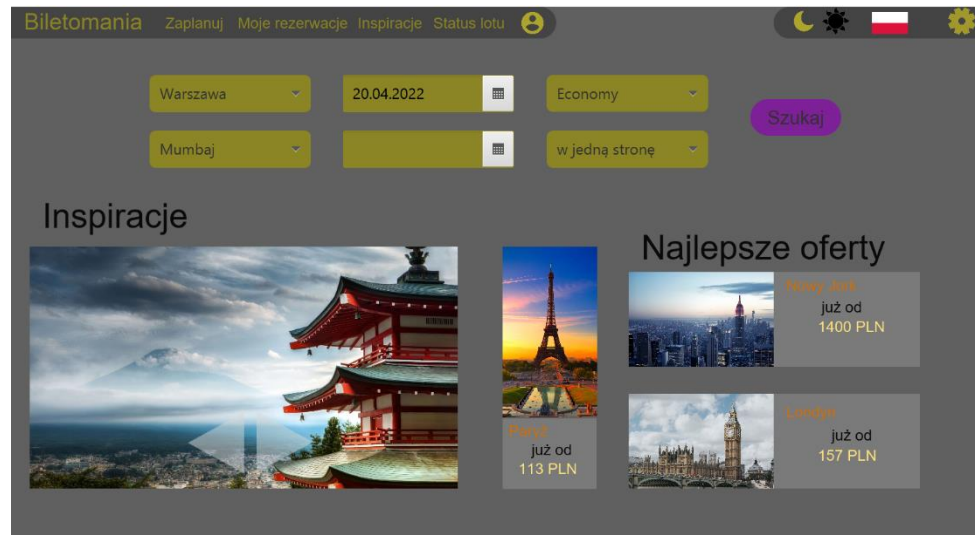 Biletomania
Zaplanuj Moje rezerwacje Inspiracje Status lotu
Warszawa
20.04.2022
Economy
Szukaj
Mumbaj
w jedną stronę
Inspiracje
Najlepsze oferty
Nowy Jork
już od
1400 PLN
Paryż
już od
113 PLN
Londyn
już od
157 PLN